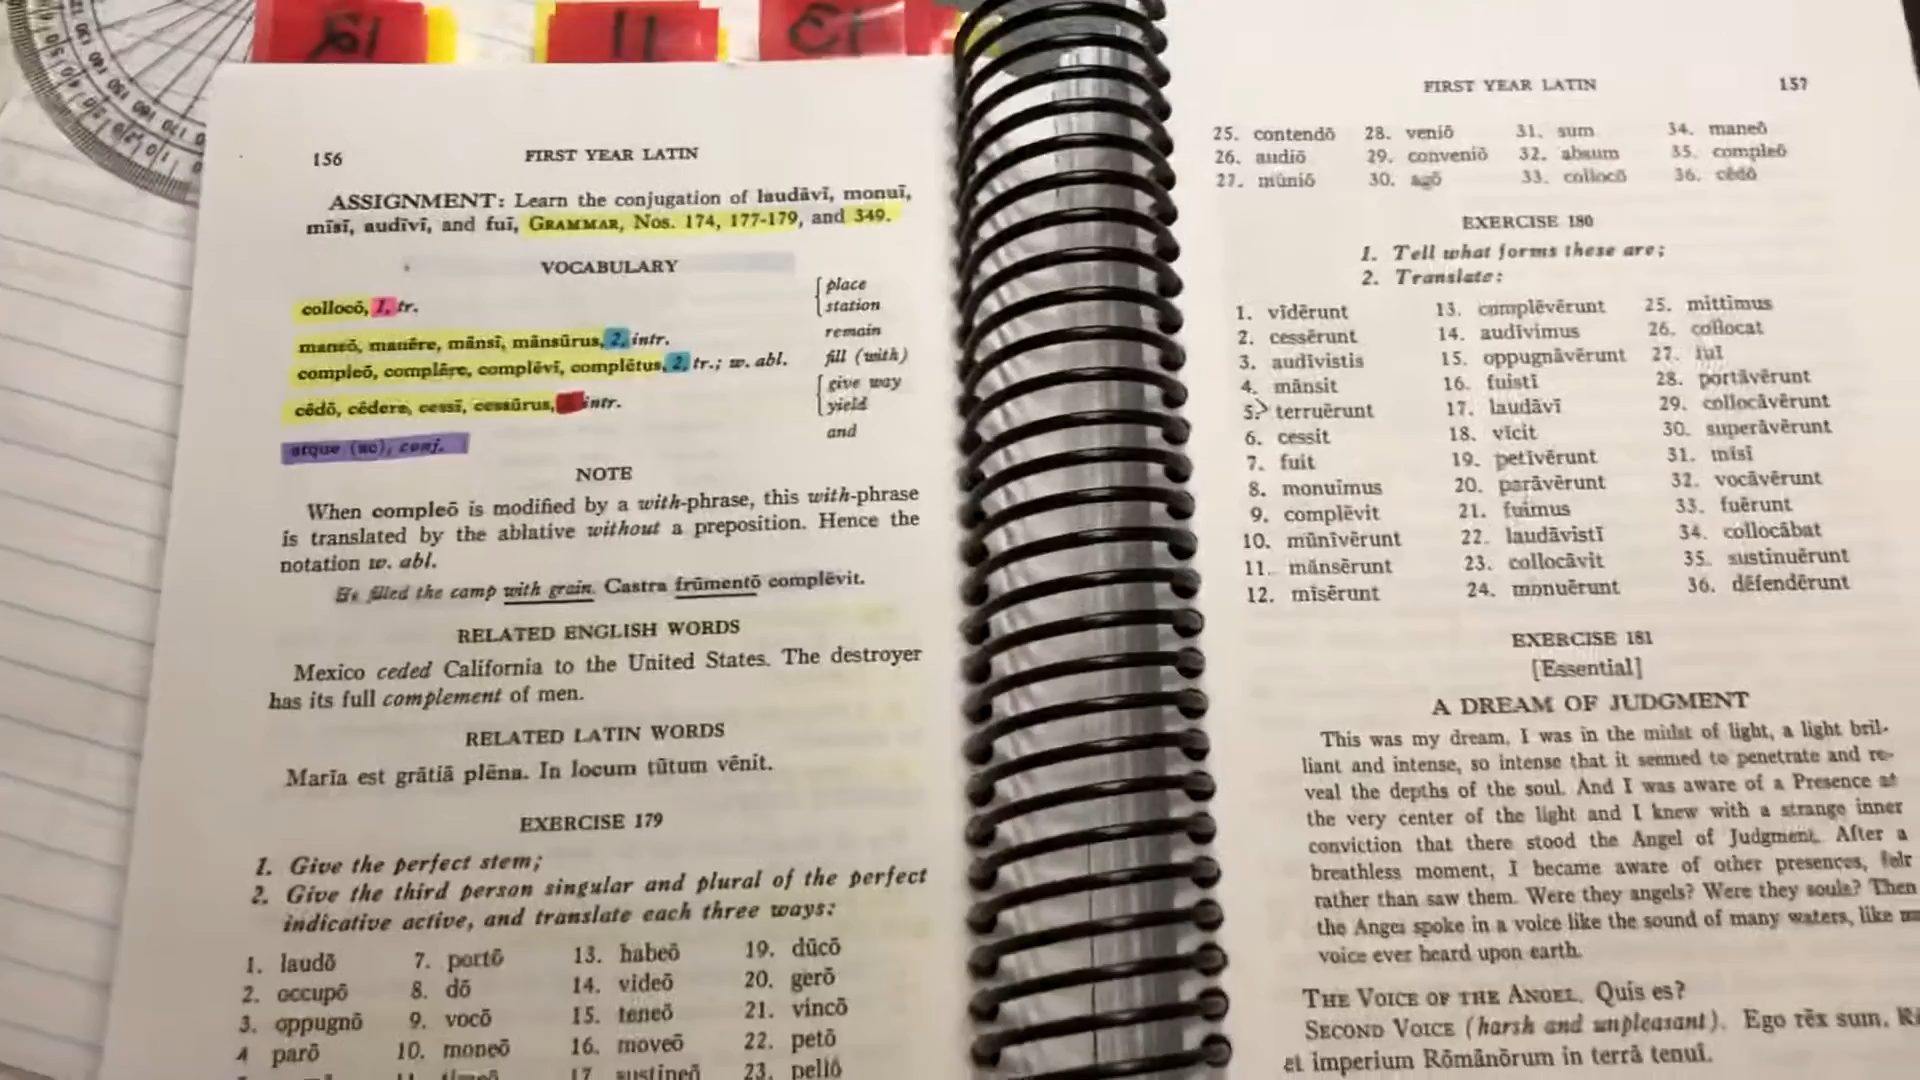 12 11 13
156 FIRST YEAR LATIN
ASSIGNMENT: Learn the conjugation of laudāvī, monuī,
mīsī, audīvī, and fuī, GRAMMAR, Nos. 174, 177-179, and 349.
VOCABULARY
collocō, 1, tr. place
station
maneō, manēre, mānsī, mānsūrus, 2, intr. remain
compleō, complēre, complēvī, complētus, 2, tr.; w. abl. fill (with)
cēdō, cēdere, cessī, cessūrus, intr. give way
yield
atque (ac), conj. and
NOTE
When compleō is modified by a with-phrase, this with-phrase
is translated by the ablative without a preposition. Hence the
notation w. abl.
He filled the camp with grain. Castra frūmentō complēvit.
RELATED ENGLISH WORDS
Mexico ceded California to the United States. The destroyer
has its full complement of men.
RELATED LATIN WORDS
Marīa est grātiā plēna. In locum tūtum vēnit.
EXERCISE 179
1. Give the perfect stem;
2. Give the third person singular and plural of the perfect
indicative active, and translate each three ways:
1. laudō 7. portō 13. habeō 19. dūcō
2. occupō 8. dō 14. videō 20. gerō
3. oppugnō 9. vocō 15. teneō 21. vincō
4 parō 10. moneō 16. moveō 22. petō
17 sustineō 23. pellō
FIRST YEAR LATIN 157
25. contendō 28. veniō 31. sum 34. maneō
26. audiō 29. conveniō 32. absum 35. compleō
27. mūniō 30. agō 33. collocō 36. cēdō
EXERCISE 180
1. Tell what forms these are;
2. Translate:
1. vīdērunt 13. complēvērunt 25. mittimus
2. cessērunt 14. audīvimus 26. collocat
3. audīvistis 15. oppugnāvērunt 27. fuī
4. mānsit 16. fuistī 28. portāvērunt
5. terruērunt 17. laudāvī 29. collocāvērunt
6. cessit 18. vīcit 30. superāvērunt
7. fuit 19. petīvērunt 31. mīsī
8. monuimus 20. parāvērunt 32. vocāvērunt
9. complēvit 21. fuimus 33. fuērunt
10. mūnīvērunt 22. laudāvistī 34. collocābat
11. mānsērunt 23. collocāvit 35. sustinuērunt
12. mīsērunt 24. monuērunt 36. dēfendērunt
EXERCISE 181
[Essential]
A DREAM OF JUDGMENT
This was my dream. I was in the midst of light, a light bril-
liant and intense, so intense that it seemed to penetrate and re-
veal the depths of the soul. And I was aware of a Presence at
the very center of the light and I knew with a strange inner
conviction that there stood the Angel of Judgment. After a
breathless moment, I became aware of other presences, felt
rather than saw them. Were they angels? Were they souls? Then
the Angel spoke in a voice like the sound of many waters, like
voice ever heard upon earth.
THE VOICE OF THE ANGEL. Quis es?
SECOND VOICE (harsh and unpleasant). Ego rēx sum.
et imperium Rōmānōrum in terrā tenuī.